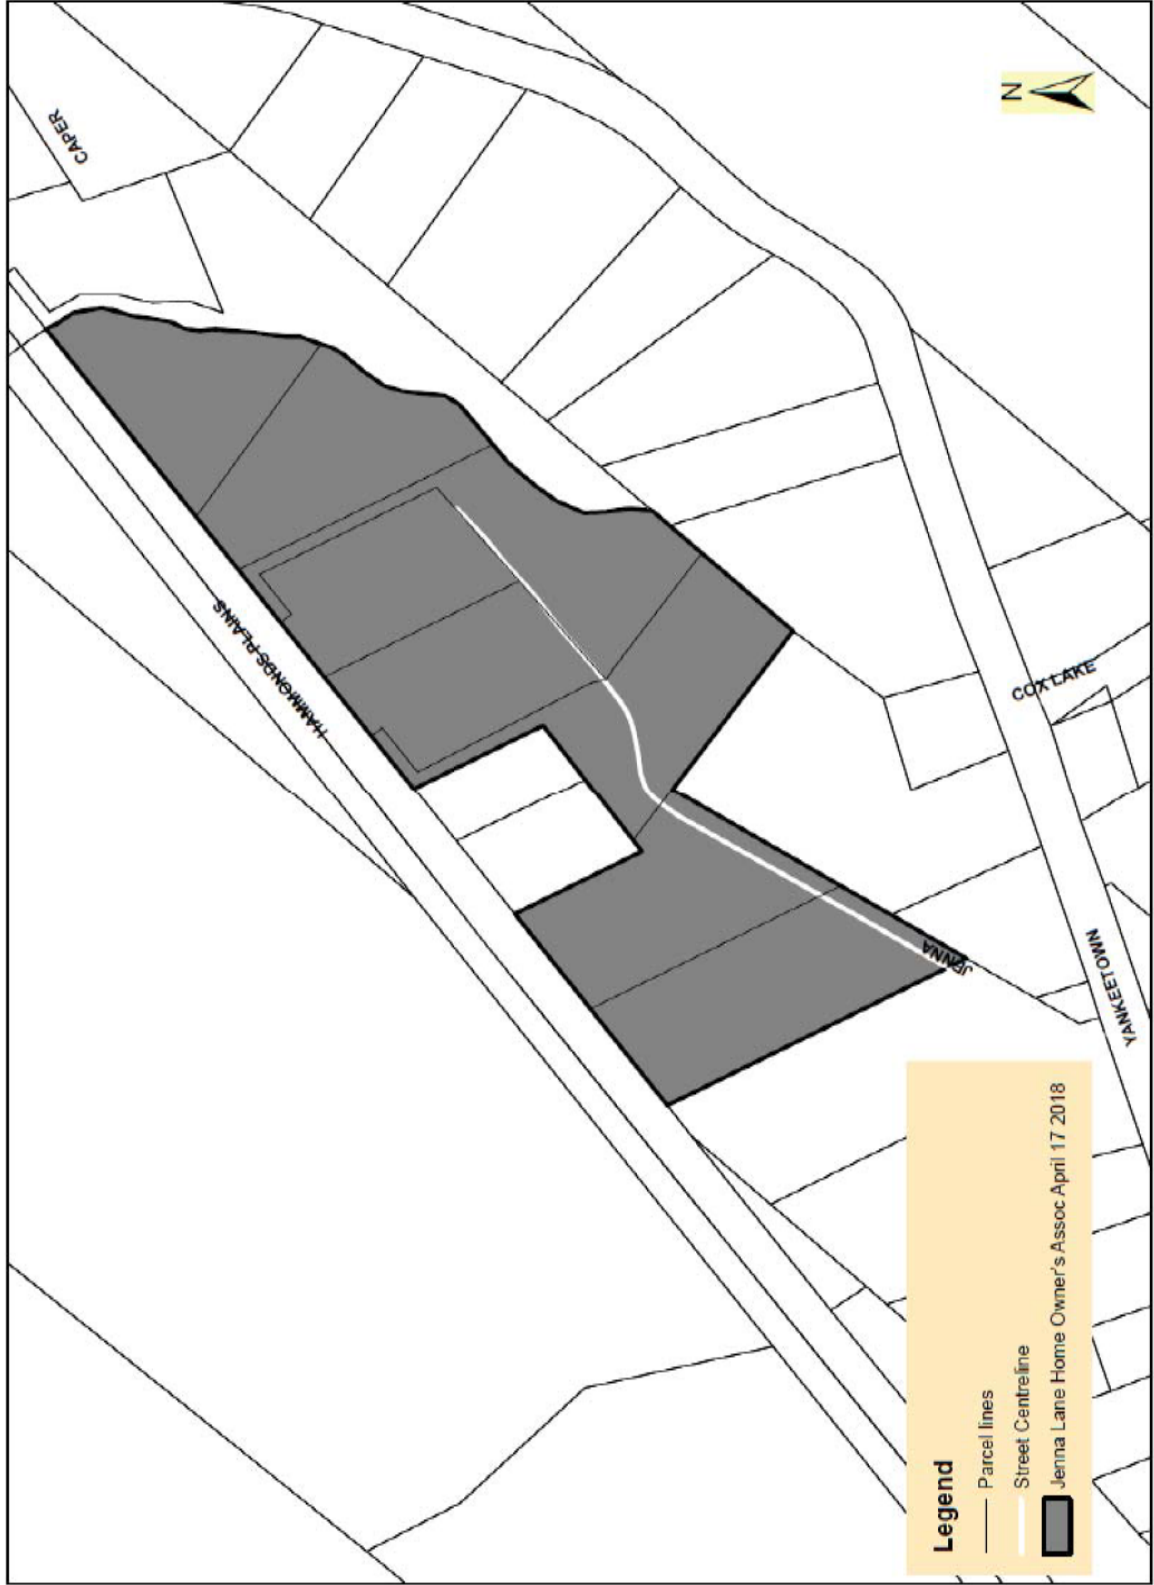 CAPER
N
HAMMONDS PLAINS
COX LAKE
JENNA
YANKEETOWN
Legend
Parcel lines
Street Centreline
Jenna Lane Home Owner's Assoc April 17 2018